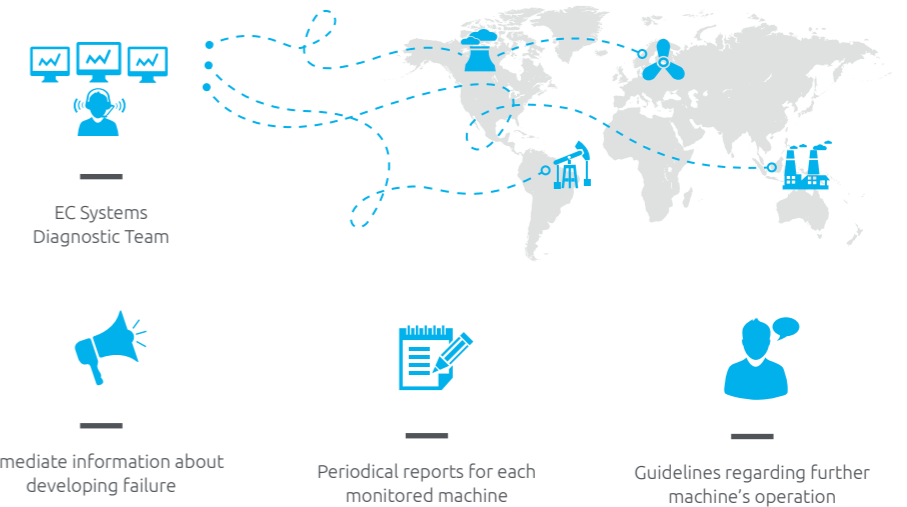 EC Systems
Diagnostic Team
mediate information about
developing failure
Periodical reports for each
monitored machine
Guidelines regarding further
machine's operation